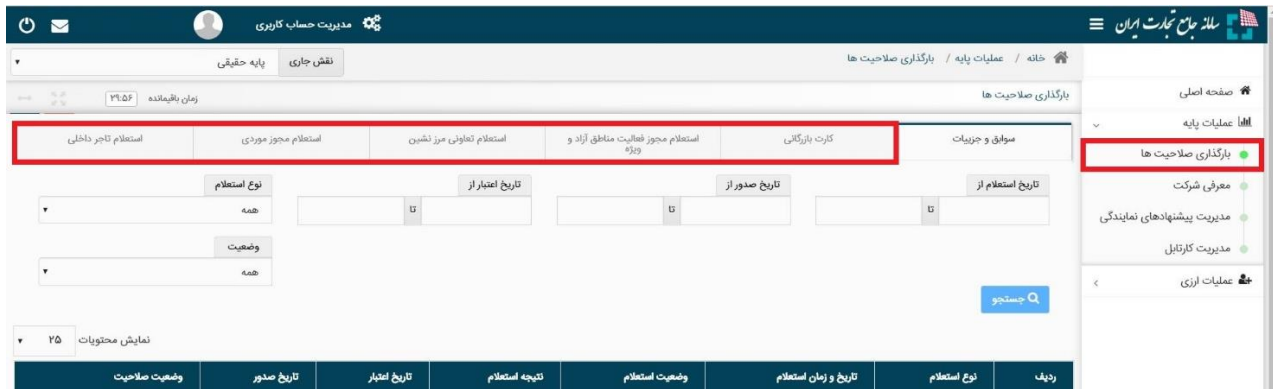 سامانه جامع تجارت ایران
مدیریت حساب کاربری
خانه / عملیات پایه / بارگذاری صلاحیت ها
نقش جاری
پایه حقیقی
صفحه اصلی
عملیات پایه
بارگذاری صلاحیت ها
معرفی شرکت
مدیریت پیشنهادهای نمایندگی
مدیریت کارتابل
عملیات ارزی
بارگذاری صلاحیت ها
زمان باقیمانده ۲۹:۵۶
سوابق و جزییات
کارت بازرگانی
استعلام مجوز فعالیت مناطق آزاد و
ویژه
استعلام تعاونی مرز نشین
استعلام مجوز موردی
استعلام تاجر داخلی
تاریخ استعلام از
تا
تاریخ صدور از
تا
تاریخ اعتبار از
تا
نوع استعلام
همه
وضعیت
همه
جستجو
نمایش محتویات ۲۵
ردیف
نوع استعلام
تاریخ و زمان استعلام
وضعیت استعلام
نتیجه استعلام
تاریخ اعتبار
تاریخ صدور
وضعیت صلاحیت